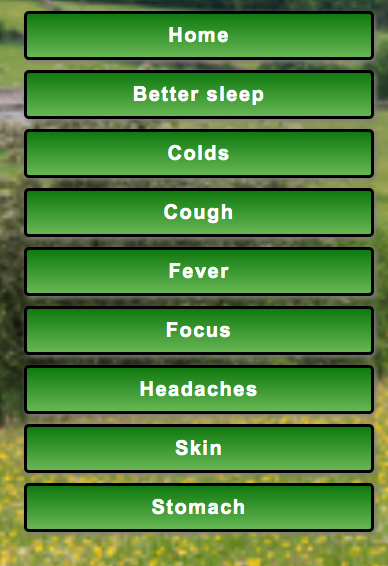 Home
Better sleep
Colds
Cough
Fever
Focus
Headaches
Skin
Stomach